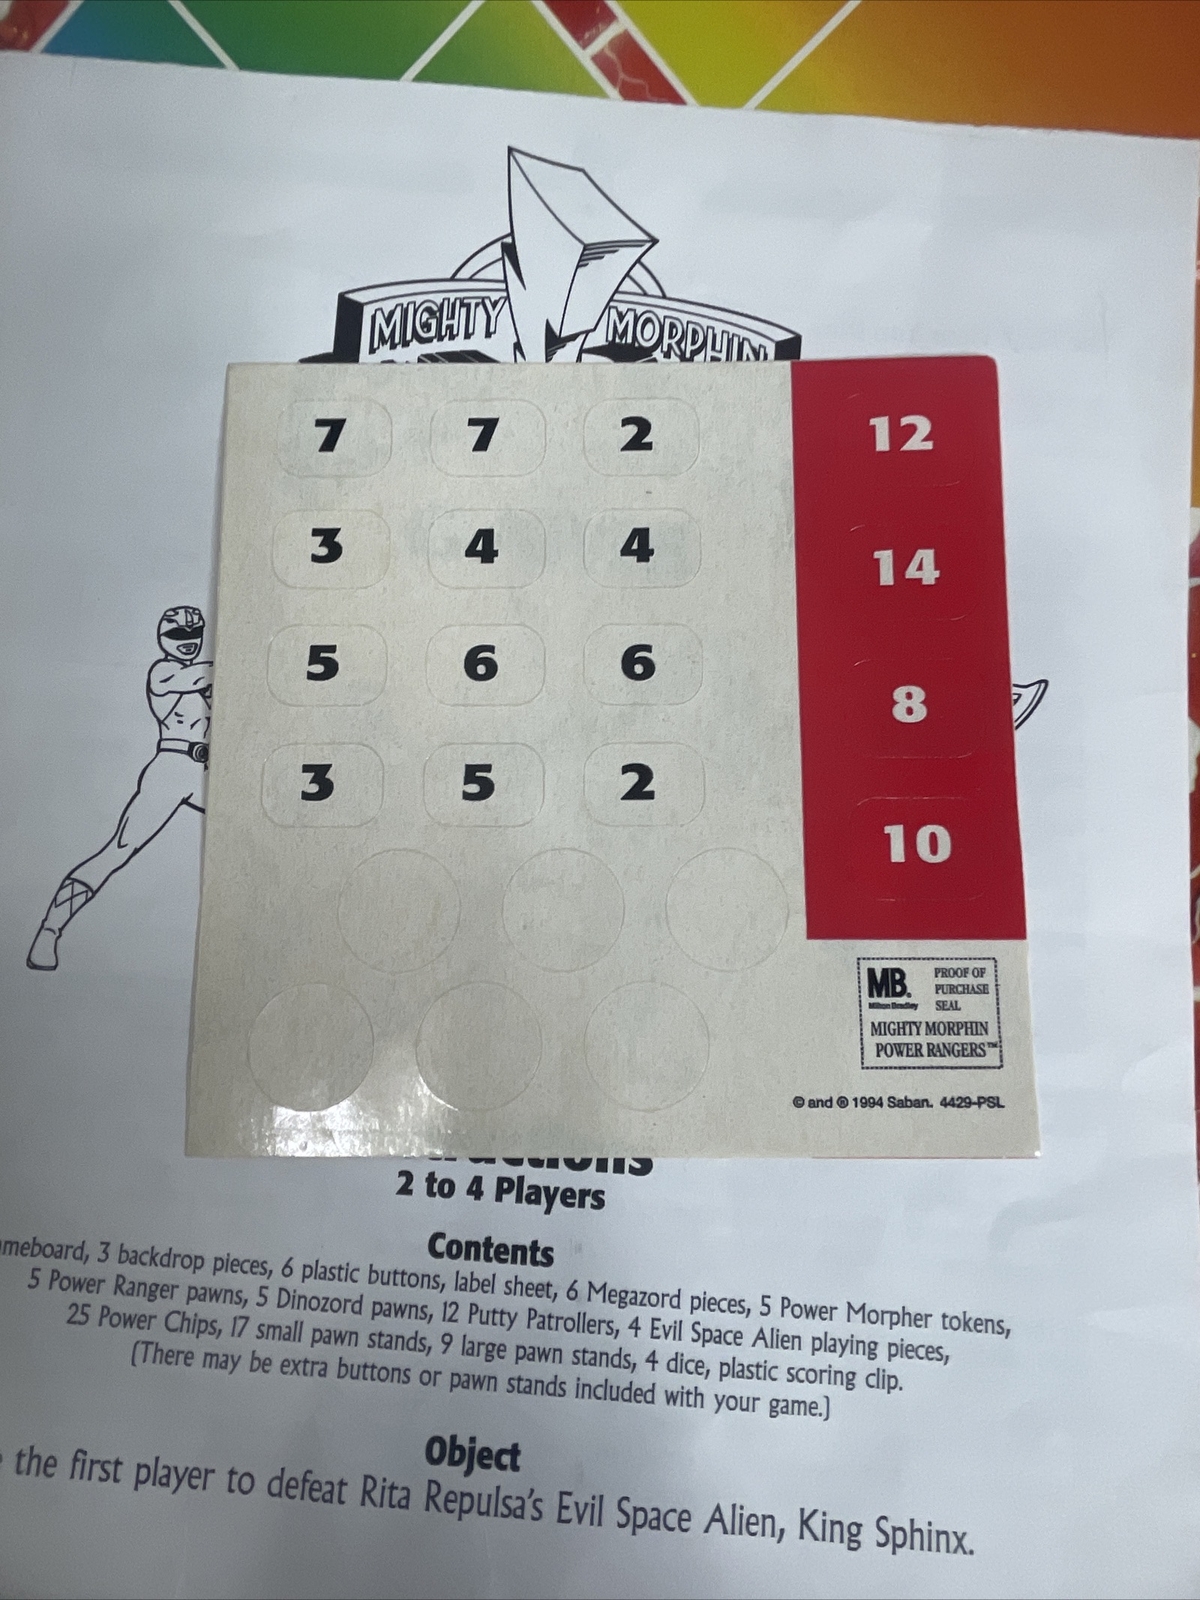 MIGHTY MORPHIN
7 7 2 12
3 4 4 14
5 6 6 8
3 5 2 10
MB. PROOF OF
PURCHASE
Milton Bradley SEAL
MIGHTY MORPHIN
POWER RANGERS™
© and ® 1994 Saban. 4429-PSL
2 to 4 Players
Contents
3 backdrop pieces, 6 plastic buttons, label sheet, 6 Megazord pieces, 5 Power Morpher tokens,
5 Power Ranger pawns, 5 Dinozord pawns, 12 Putty Patrollers, 4 Evil Space Alien playing pieces,
25 Power Chips, 17 small pawn stands, 9 large pawn stands, 4 dice, plastic scoring clip.
(There may be extra buttons or pawn stands included with your game.)
Object
the first player to defeat Rita Repulsa's Evil Space Alien, King Sphinx.